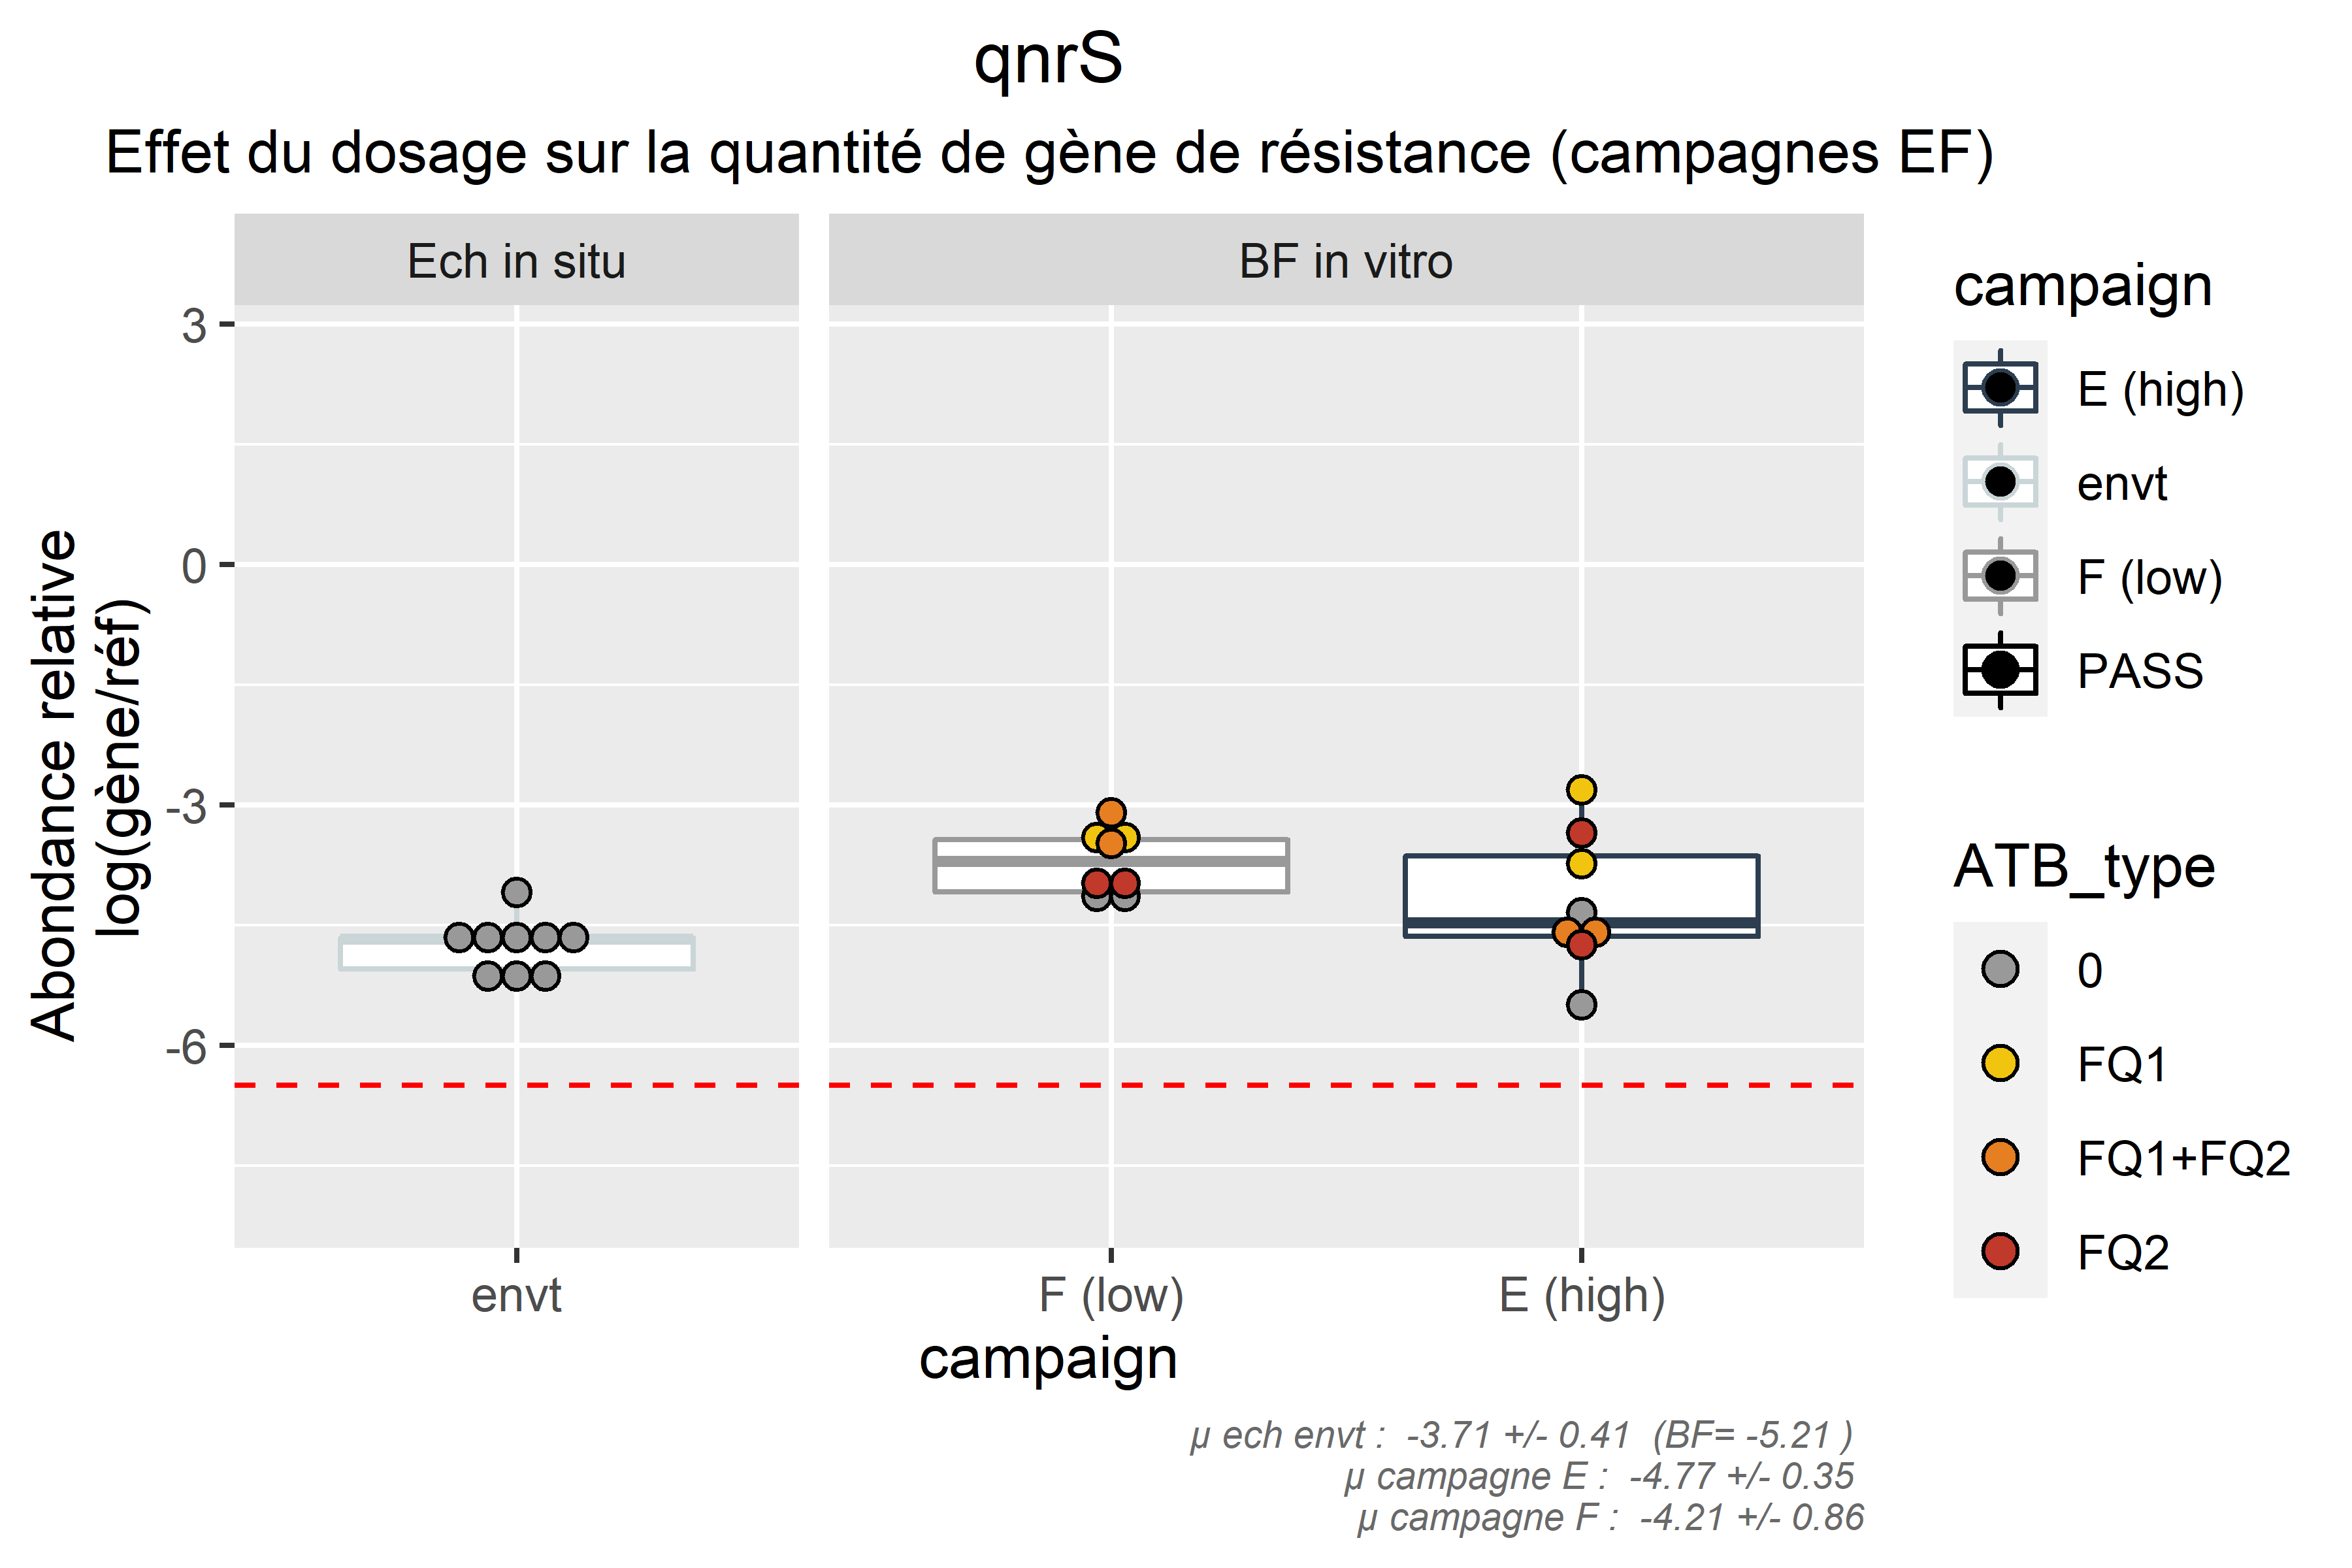 qnrS
Effet du dosage sur la quantité de gène de résistance (campagnes EF)
Ech in situ
BF in vitro
Abondance relative
log(gène/réf)
3
0
-3
-6
envt
F (low)
E (high)
campaign
campaign
E (high)
envt
F (low)
PASS
ATB_type
0
FQ1
FQ1+FQ2
FQ2
µ ech envt : -3.71 +/- 0.41 (BF= -5.21 )
µ campagne E : -4.77 +/- 0.35
µ campagne F : -4.21 +/- 0.86